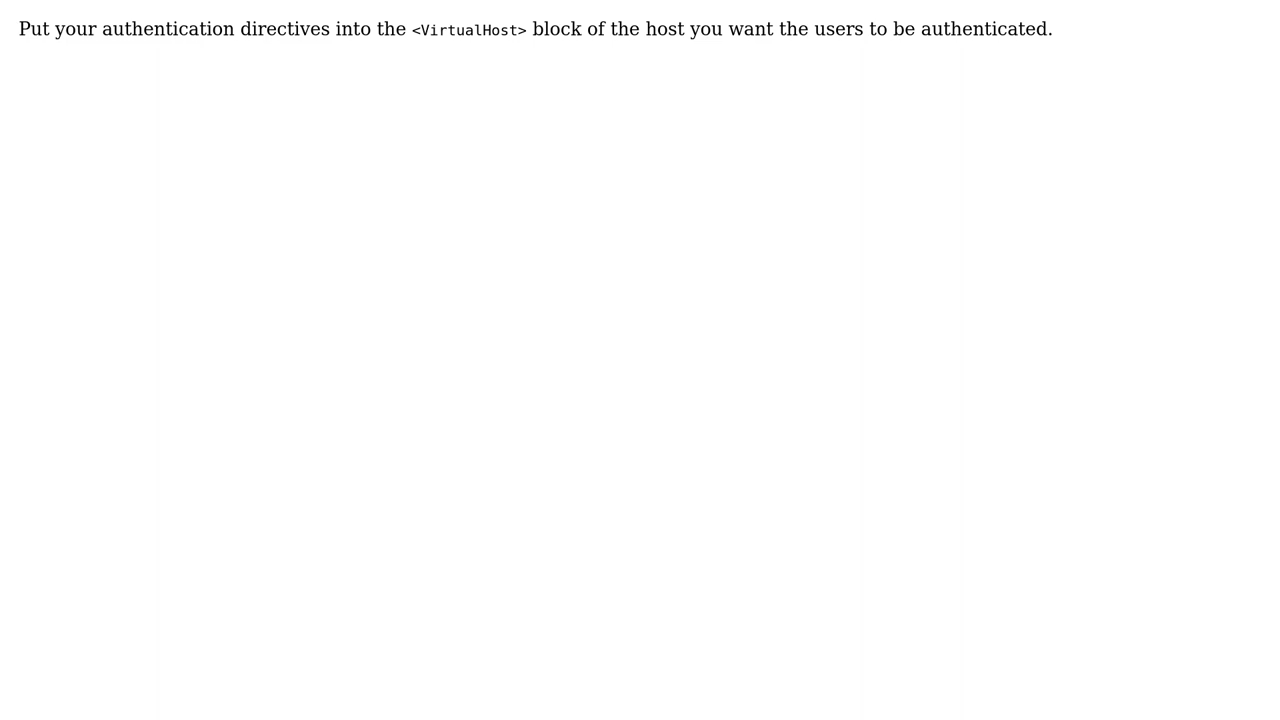 Put your authentication directives into the <VirtualHost> block of the host you want the users to be authenticated.